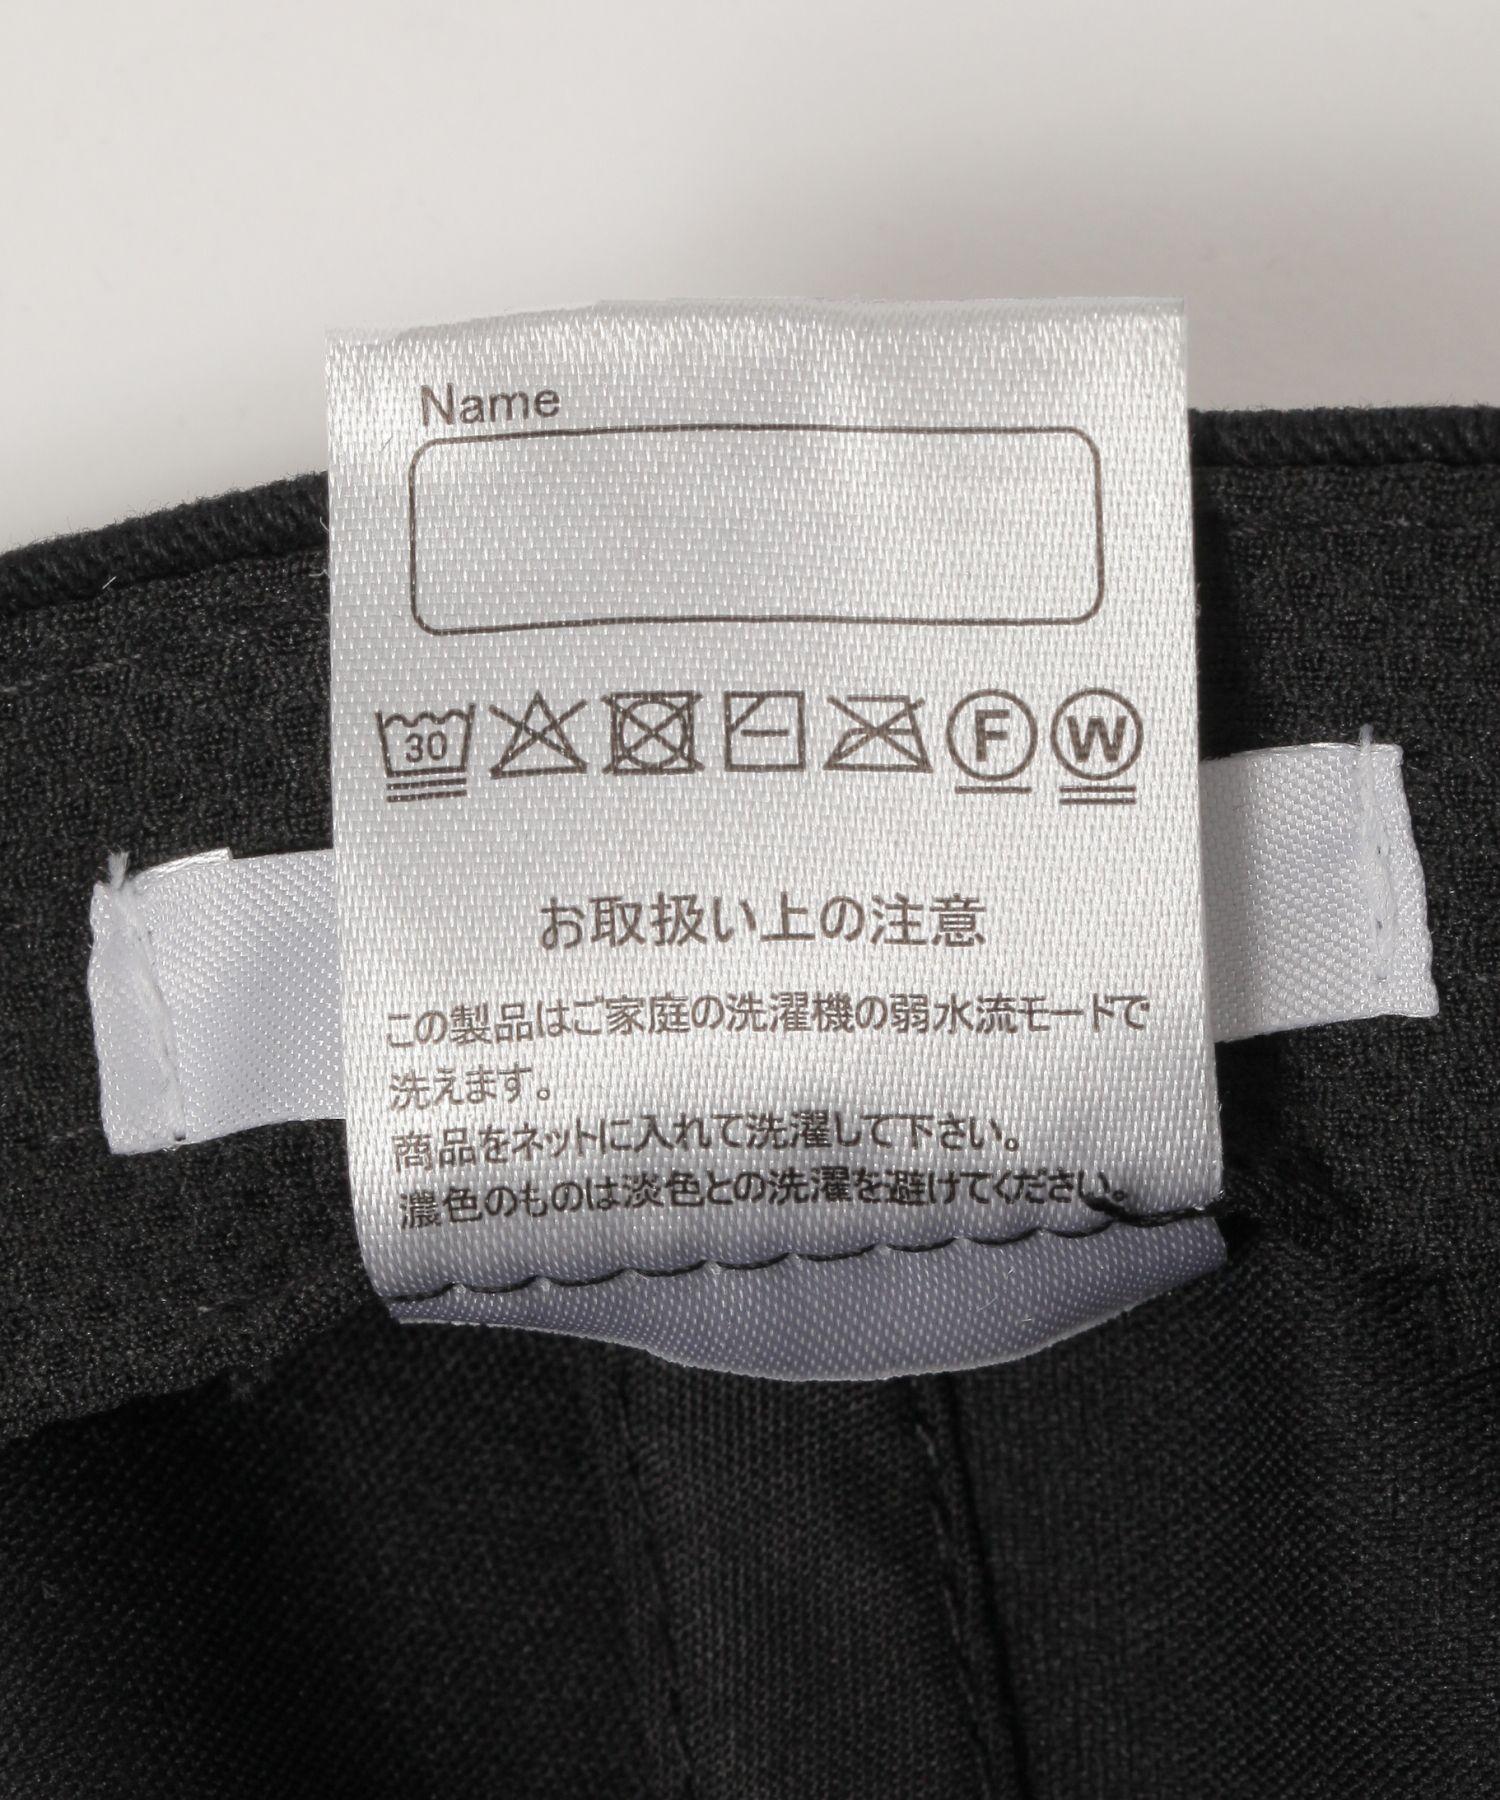 Name
30 F W
お取扱い上の注意
この製品はご家庭の洗濯機の弱水流モードで
洗えます。
商品をネットに入れて洗濯して下さい。
濃色のものは淡色との洗濯を避けてください。